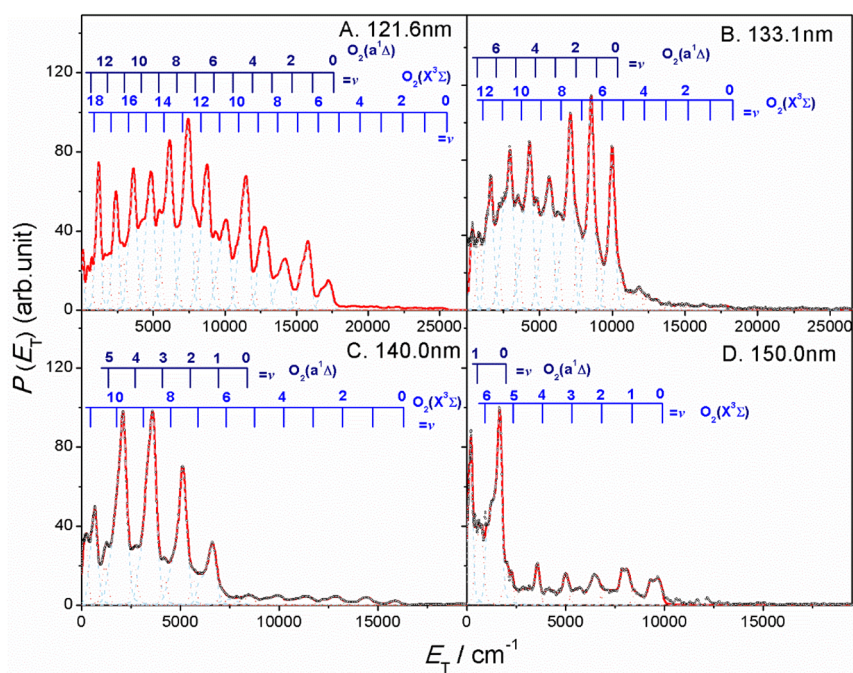 A. 121.6nm
12 10 8 6 4 2 0 O₂(a¹Δ)
=v O₂(X³Σ)
18 16 14 12 10 8 6 4 2 0
=v
B. 133.1nm
6 4 2 0 O₂(a¹Δ)
=v
12 10 8 6 4 2 0 O₂(X³Σ)
=v
120
80
40
0
5000 10000 15000 20000 25000
5000 10000 15000 20000 25000
P(E_T) (arb.unit)
C. 140.0nm
5 4 3 2 1 0
=v O₂(a¹Δ)
10 8 6 4 2 0 O₂(X³Σ)
=v
D. 150.0nm
1 0
=v O₂(a¹Δ)
6 5 4 3 2 1 0
=v O₂(X³Σ)
120
80
40
0
0 5000 10000 15000
0 5000 10000 15000
E_T / cm⁻¹